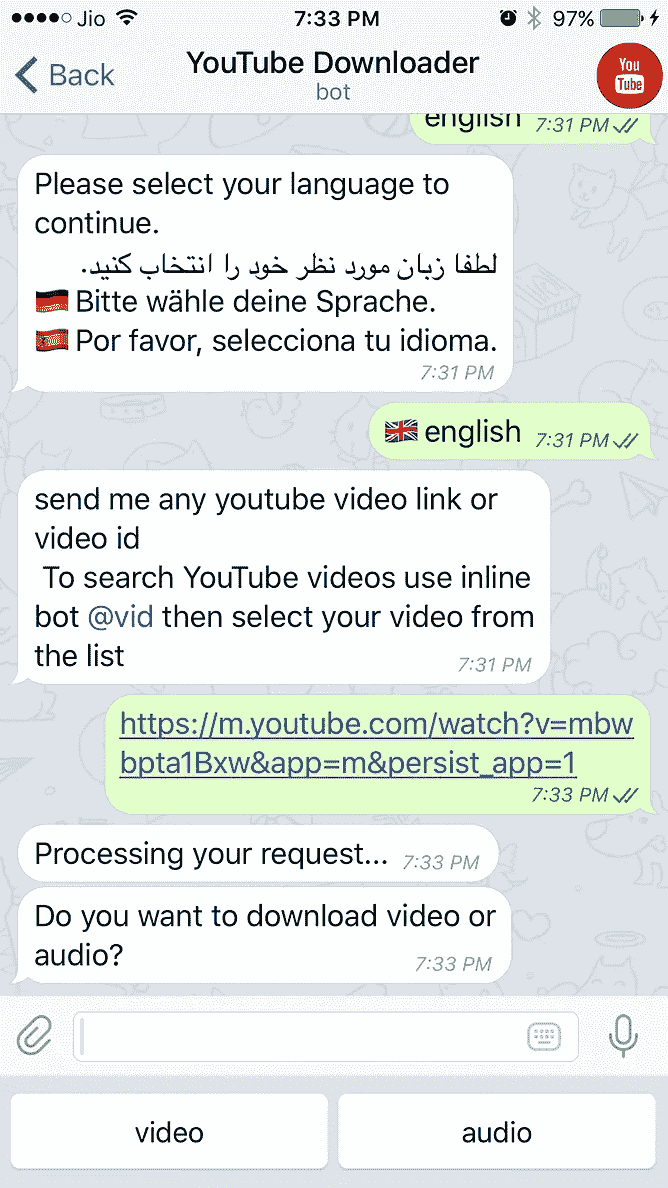 Jio 7:33 PM 97%
Back
YouTube Downloader
bot
You
Tube
english 7:31 PM
Please select your language to
continue.
لطفا زبان مورد نظر خود را انتخاب کنید.
🇩🇪 Bitte wähle deine Sprache.
🇪🇸 Por favor, selecciona tu idioma.
7:31 PM
🇬🇧 english 7:31 PM
send me any youtube video link or
video id
To search YouTube videos use inline
bot @vid then select your video from
the list
7:31 PM
https://m.youtube.com/watch?v=mbw
bpta1Bxw&app=m&persist_app=1
7:33 PM
Processing your request... 7:33 PM
Do you want to download video or
audio?
7:33 PM
video
audio